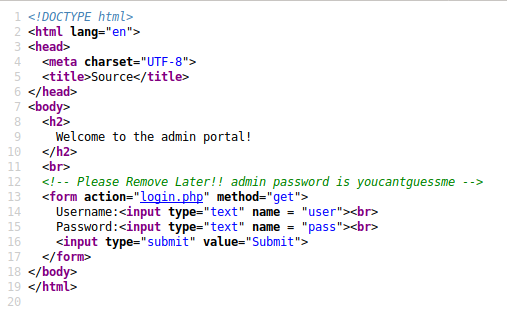 1 <!DOCTYPE html>
2 <html lang="en">
3 <head>
4   <meta charset="UTF-8">
5   <title>Source</title>
6 </head>
7 <body>
8   <h2>
9     Welcome to the admin portal!
10   </h2>
11   <br>
12   <!-- Please Remove Later!! admin password is youcantguessme -->
13   <form action="login.php" method="get">
14     Username:<input type="text" name = "user"><br>
15     Password:<input type="text" name = "pass"><br>
16     <input type="submit" value="Submit">
17   </form>
18 </body>
19 </html>
20